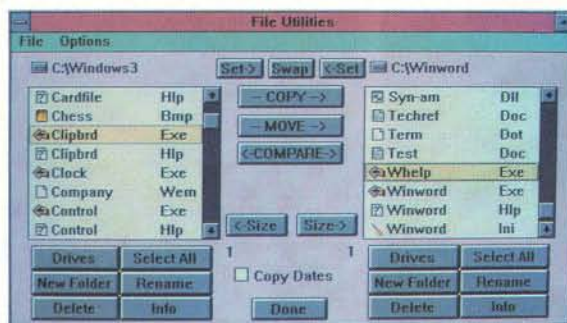 File Utilities
File Options
C:\Windows3
Set-> Swap <-Set
C:\Winword
Cardfile Hlp
Chess Bmp
Clipbrd Exe
Clipbrd Hlp
Clock Exe
Company Wem
Control Exe
Control Hlp
-- COPY -->
-- MOVE -->
<-COMPARE->
<-Size Size->
Syn-am Dll
Techref Doc
Term Dot
Test Doc
Whelp Exe
Winword Exe
Winword Hlp
Winword Ini
Drives Select All
New Folder Rename
Delete Info
1 1
Copy Dates
Done
Drives Select All
New Folder Rename
Delete Info